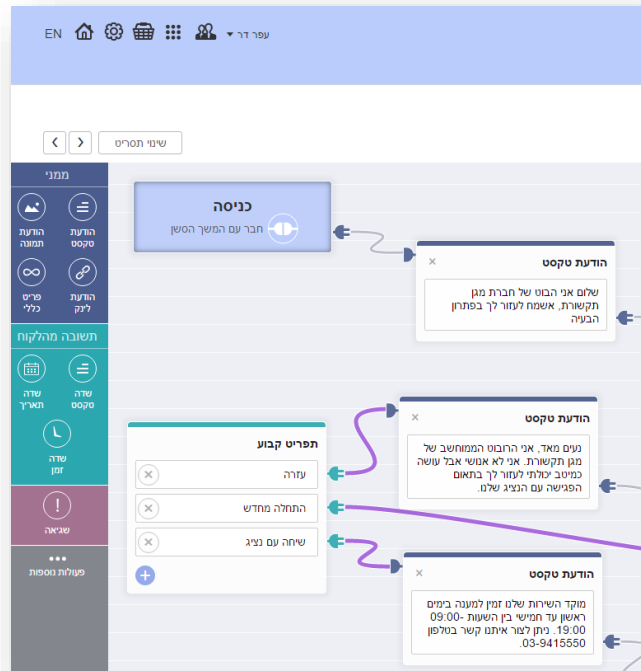 EN
עפר דר
שינוי תסריט
ממני
הודעת
טקסט
הודעת
תמונה
הודעת
לינק
פריט
כללי
תשובה מהלקוח
שדה
טקסט
שדה
תאריך
שדה
זמן
שגיאה
פעולות נוספות
כניסה
חבר עם המשך הסשן
הודעת טקסט
שלום אני הבוט של חברת מגן
תקשורת, אשמח לעזור לך בפתרון
הבעיה
הודעת טקסט
נעים מאד, אני הרובוט הממוחשב של
מגן תקשורת. אני לא אנושי אבל עושה
כמיטב יכולתי לעזור לך בתאום
הפגישה עם הנציג שלנו.
תפריט קבוע
עזרה
התחלה מחדש
שיחה עם נציג
הודעת טקסט
מוקד השירות שלנו זמין למענה בימים
ראשון עד חמישי בין השעות 09:00-
19:00. ניתן לצור איתנו קשר בטלפון
03-9415550.